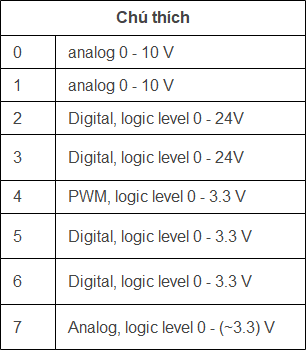 Chú thích
0 analog 0 - 10 V
1 analog 0 - 10 V
2 Digital, logic level 0 - 24V
3 Digital, logic level 0 - 24V
4 PWM, logic level 0 - 3.3 V
5 Digital, logic level 0 - 3.3 V
6 Digital, logic level 0 - 3.3 V
7 Analog, logic level 0 - (~3.3) V